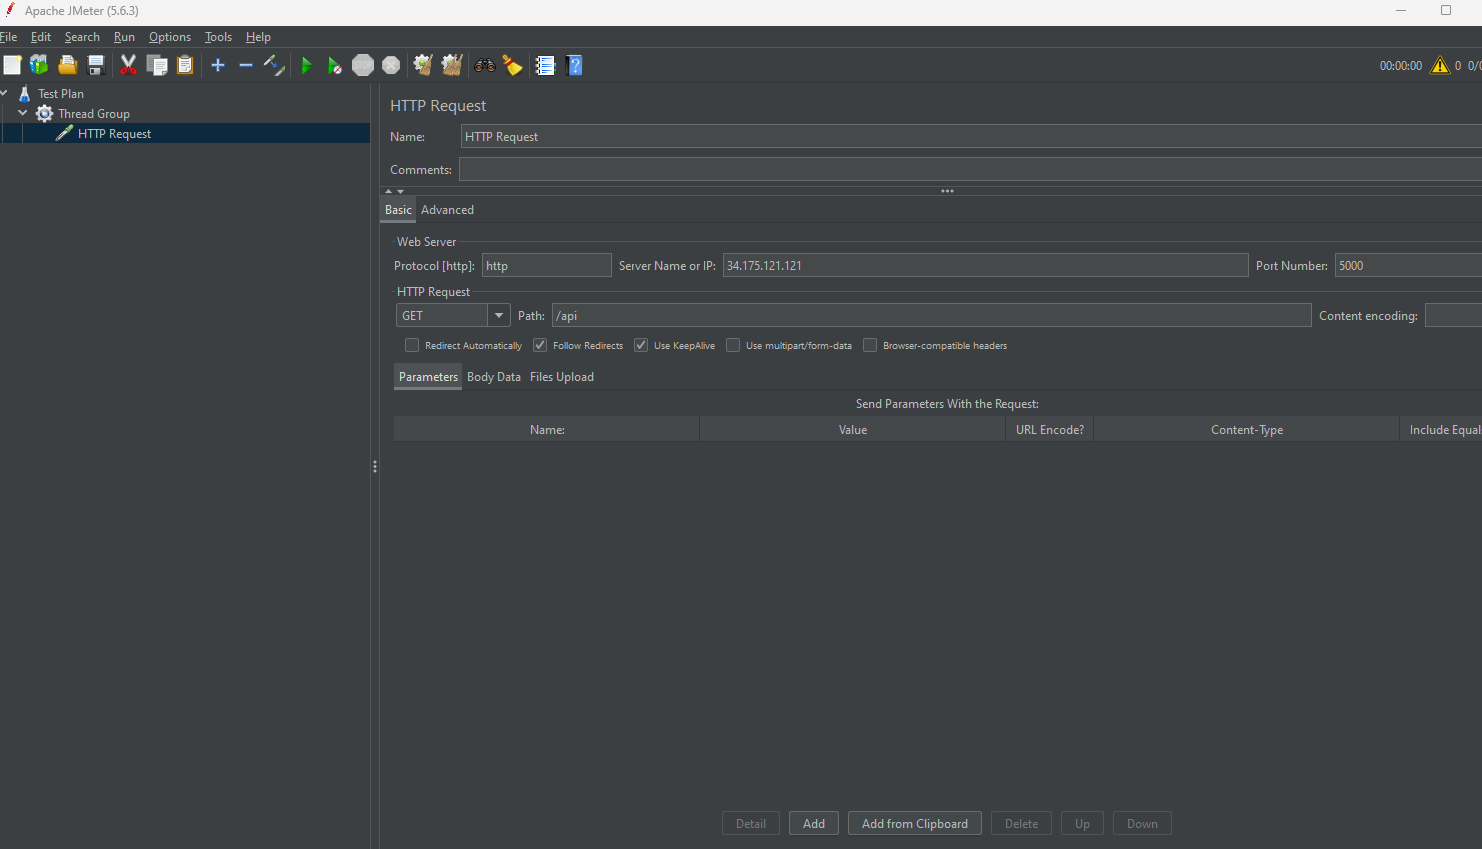 Apache JMeter (5.6.3)
File Edit Search Run Options Tools Help
00:00:00 0 0/
Test Plan
Thread Group
HTTP Request
HTTP Request
Name: HTTP Request
Comments:
Basic Advanced
Web Server
Protocol [http]: http Server Name or IP: 34.175.121.121 Port Number: 5000
HTTP Request
GET Path: /api Content encoding:
Redirect Automatically Follow Redirects Use KeepAlive Use multipart/form-data Browser-compatible headers
Parameters Body Data Files Upload
Send Parameters With the Request:
Name: Value URL Encode? Content-Type Include Equal
Detail Add Add from Clipboard Delete Up Down